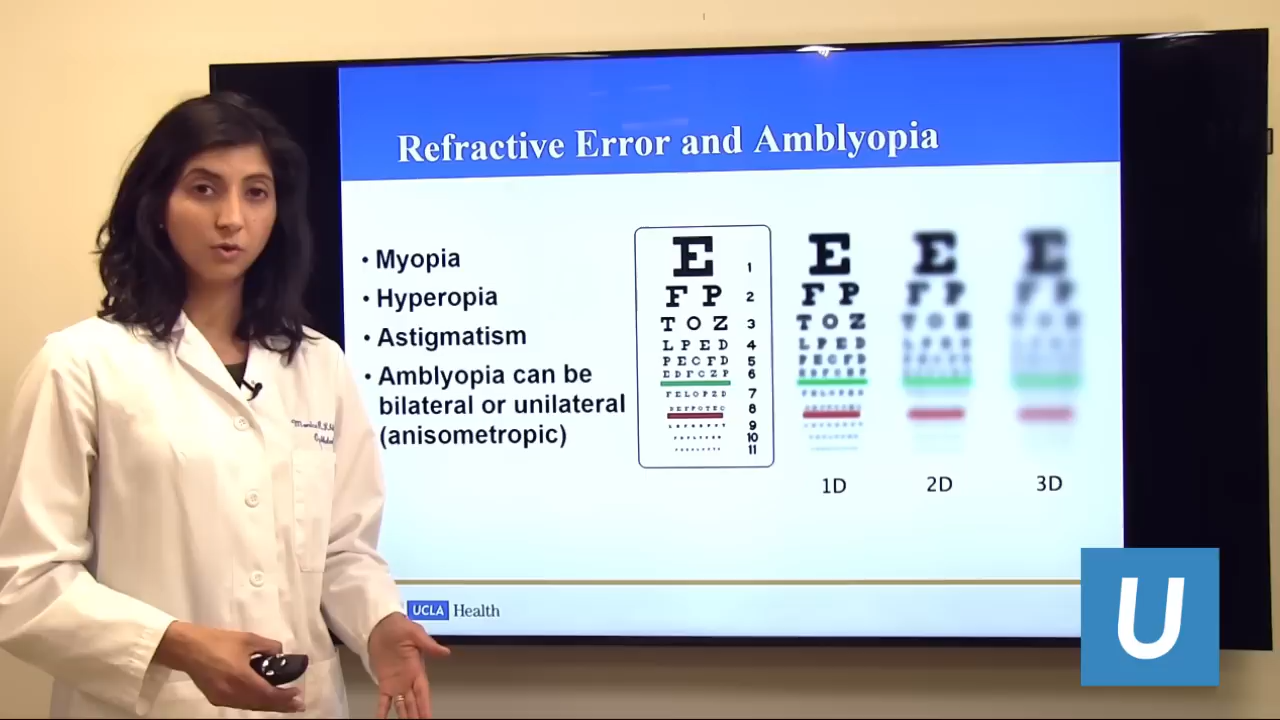 Refractive Error and Amblyopia
• Myopia
• Hyperopia
• Astigmatism
• Amblyopia can be
bilateral or unilateral
(anisometropic)
E 1
F P 2
T O Z 3
L P E D 4
P E C F D 5
E D F C Z P 6
F E L O P Z D 7
D E F P O T E C 8
9
10
11
E
F P
T O Z
L P E D
P E C F D
E D F C Z P
F E L O P Z D
E
F P
E
F P
1D 2D 3D
UCLA Health
U